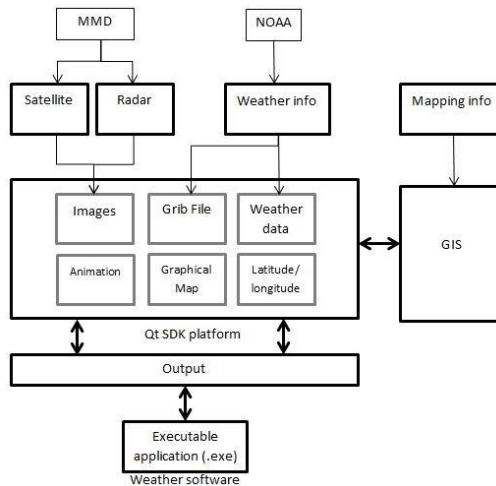 MMD
NOAA
Satellite
Radar
Weather info
Mapping info
Images
Grib File
Weather
data
Animation
Graphical
Map
Latitude/
longitude
GIS
Qt SDK platform
Output
Executable
application (.exe)
Weather software